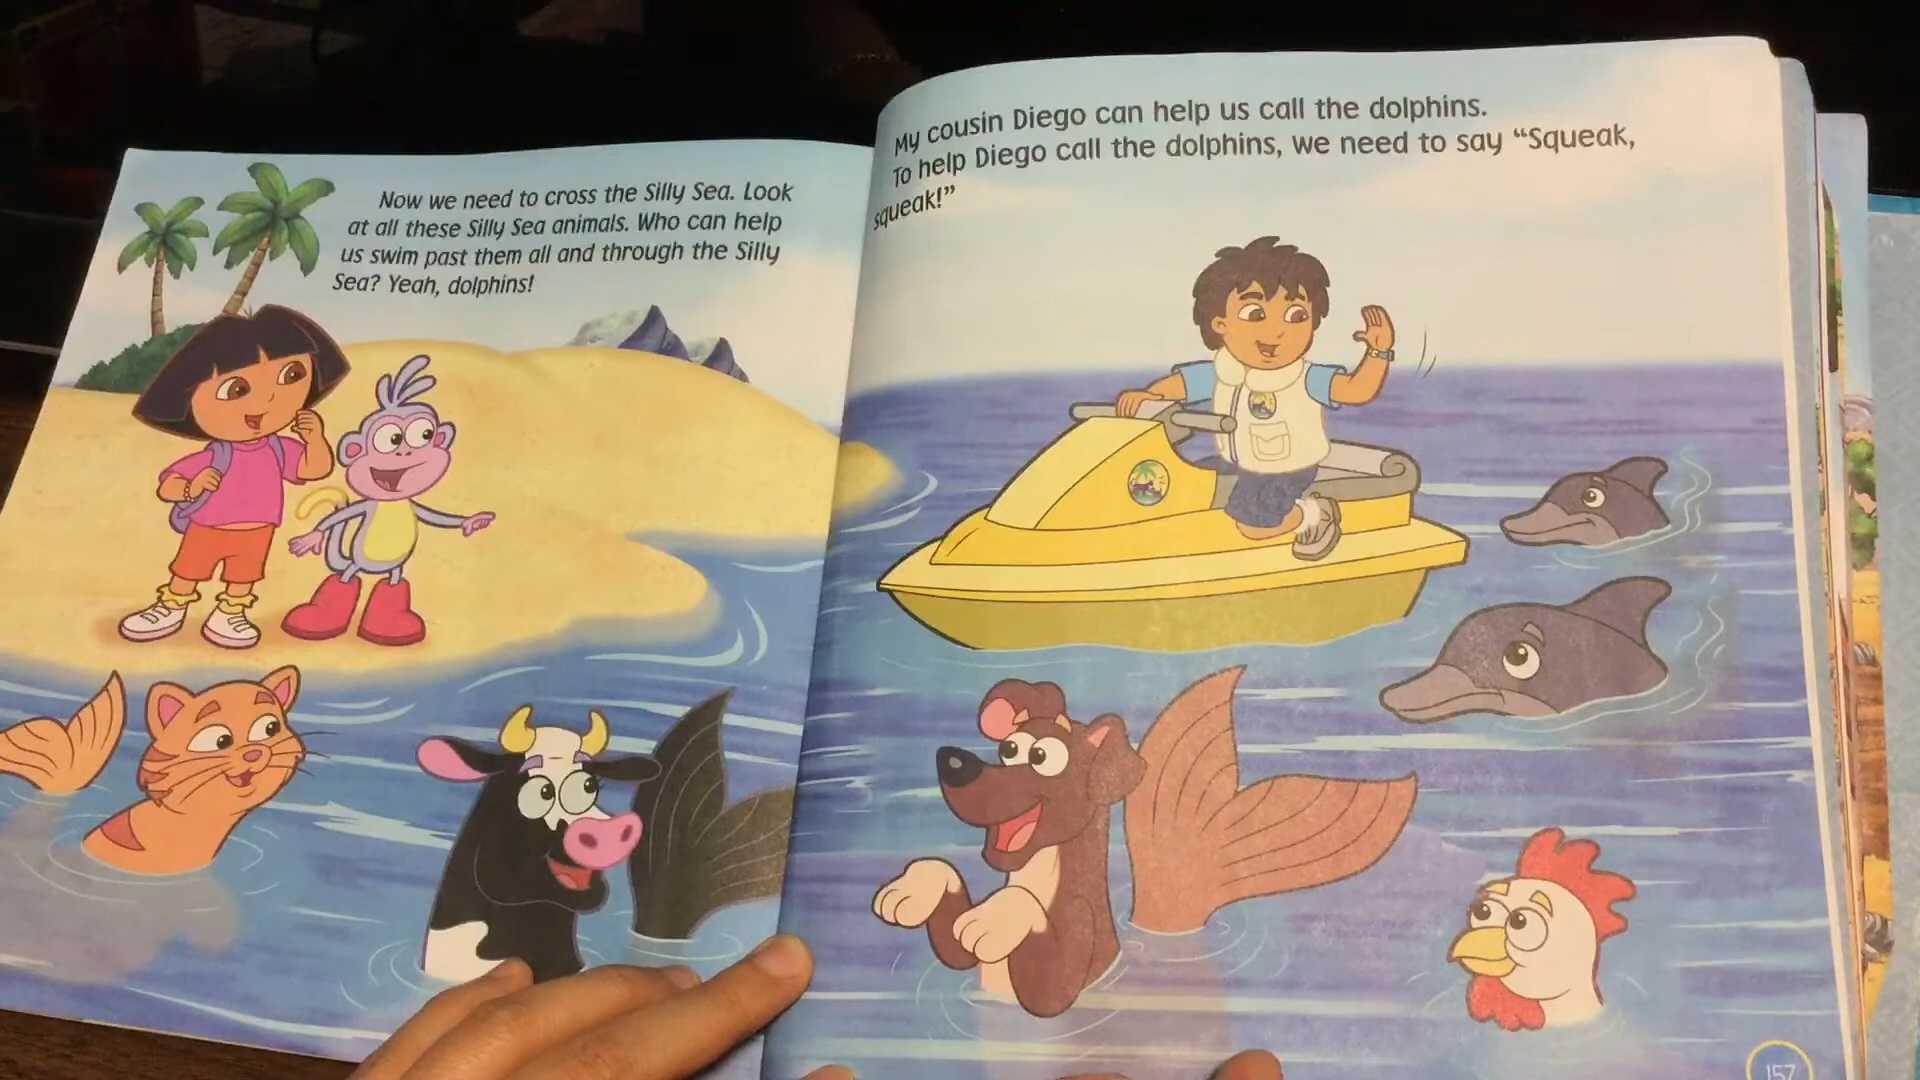 Now we need to cross the Silly Sea. Look
at all these Silly Sea animals. Who can help
us swim past them all and through the Silly
Sea? Yeah, dolphins!
My cousin Diego can help us call the dolphins.
To help Diego call the dolphins, we need to say “Squeak,
squeak!”
157